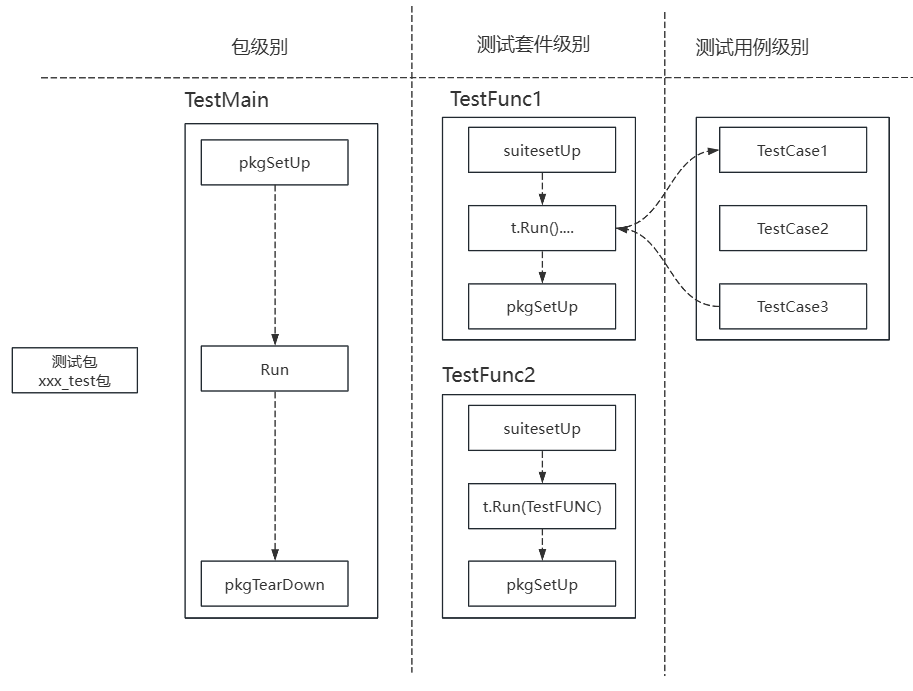 包级别
测试套件级别
测试用例级别
TestMain
pkgSetUp
Run
pkgTearDown
测试包
xxx_test包
TestFunc1
suitesetUp
t.Run()....
pkgSetUp
TestFunc2
suitesetUp
t.Run(TestFUNC)
pkgSetUp
TestCase1
TestCase2
TestCase3